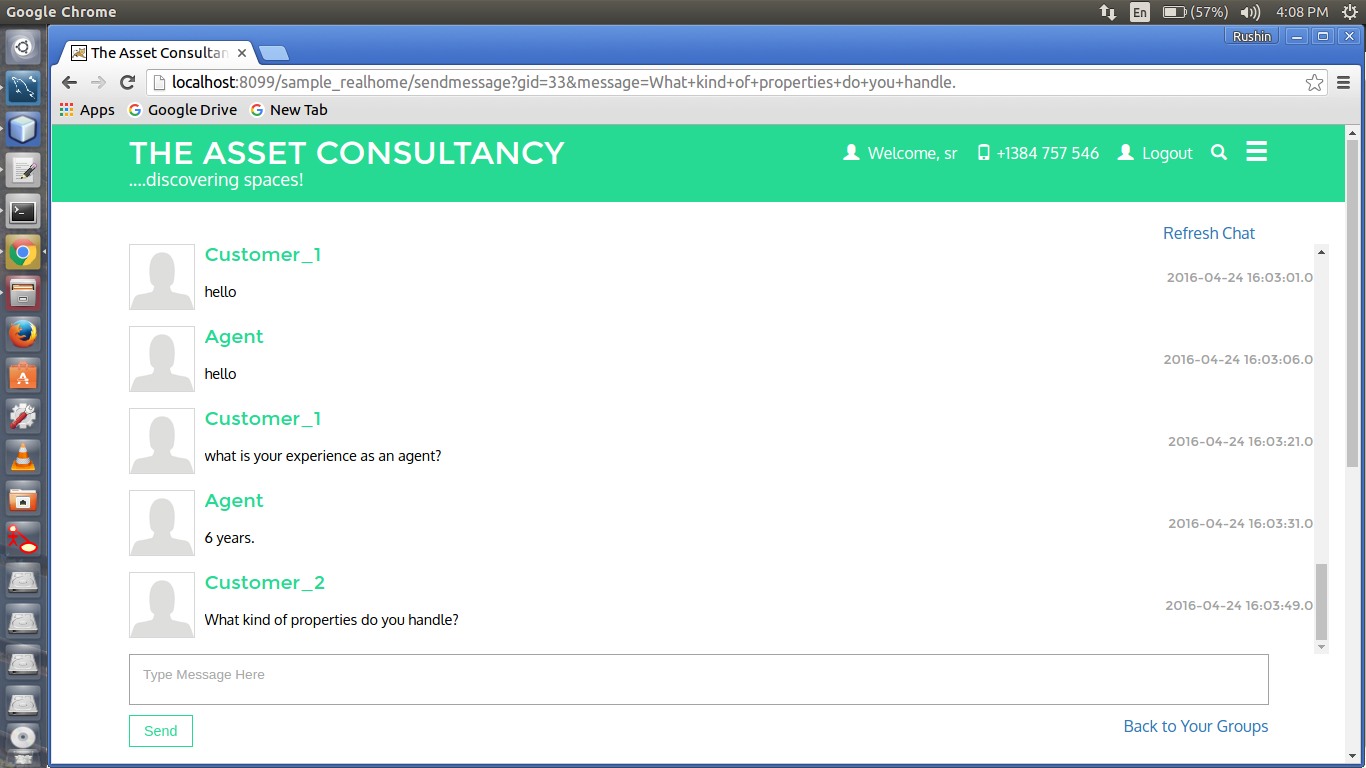 Google Chrome
En (57%) 4:08 PM
Rushin
The Asset Consultan
localhost:8099/sample_realhome/sendmessage?gid=33&message=What+kind+of+properties+do+you+handle.
Apps Google Drive New Tab
THE ASSET CONSULTANCY
....discovering spaces!
Welcome, sr +1384 757 546 Logout
Refresh Chat
Customer_1
2016-04-24 16:03:01.0
hello
Agent
2016-04-24 16:03:06.0
hello
Customer_1
2016-04-24 16:03:21.0
what is your experience as an agent?
Agent
2016-04-24 16:03:31.0
6 years.
Customer_2
2016-04-24 16:03:49.0
What kind of properties do you handle?
Type Message Here
Send
Back to Your Groups